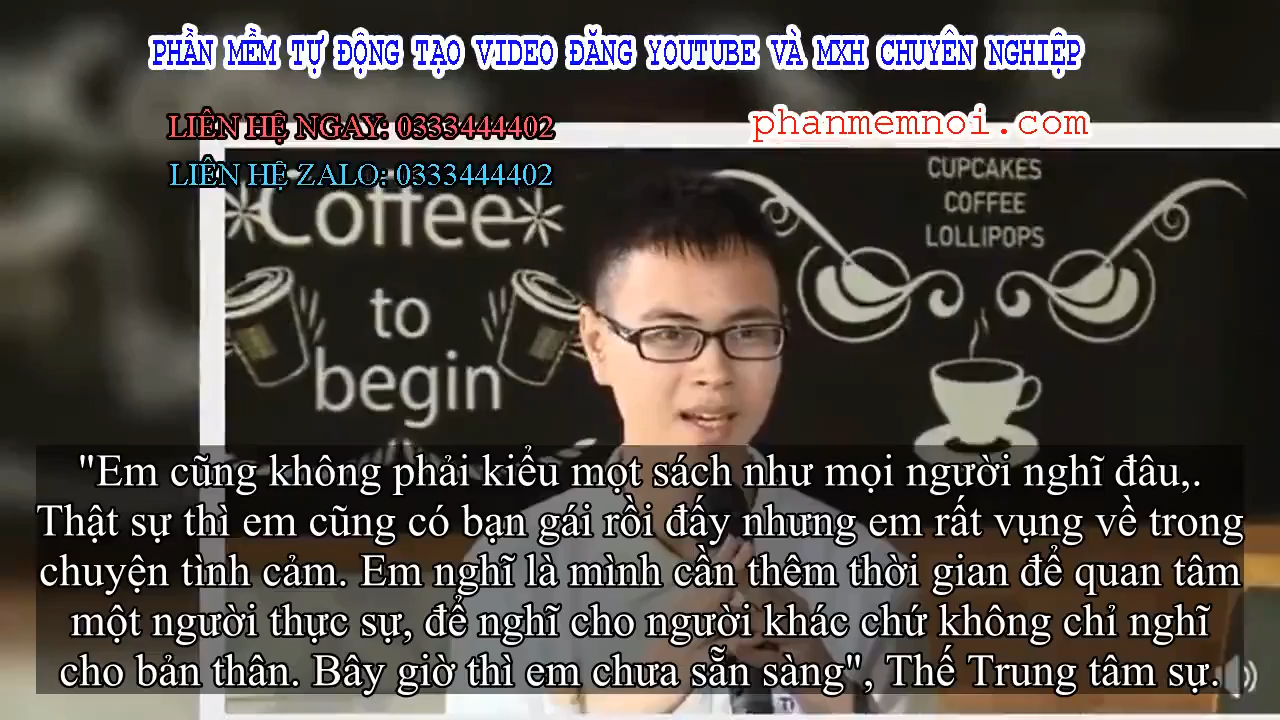 PHẦN MỀM TỰ ĐỘNG TẠO VIDEO ĐĂNG YOUTUBE VÀ MXH CHUYÊN NGHIỆP
LIÊN HỆ NGAY: 0333444402
phanmemnoi.com
LIÊN HỆ ZALO: 0333444402
CUPCAKES
COFFEE
LOLLIPOPS
Coffee
to
begin
"Em cũng không phải kiểu mọt sách như mọi người nghĩ đâu,.
Thật sự thì em cũng có bạn gái rồi đấy nhưng em rất vụng về trong
chuyện tình cảm. Em nghĩ là mình cần thêm thời gian để quan tâm
một người thực sự, để nghĩ cho người khác chứ không chỉ nghĩ
cho bản thân. Bây giờ thì em chưa sẵn sàng", Thế Trung tâm sự.